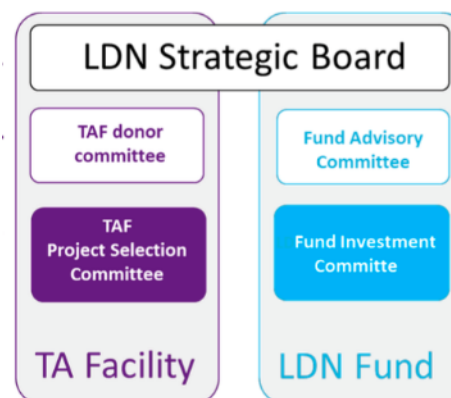 LDN Strategic Board
TAF donor
committee
TAF
Project Selection
Committee
TA Facility
Fund Advisory
Committee
Fund Investment
Committe
LDN Fund